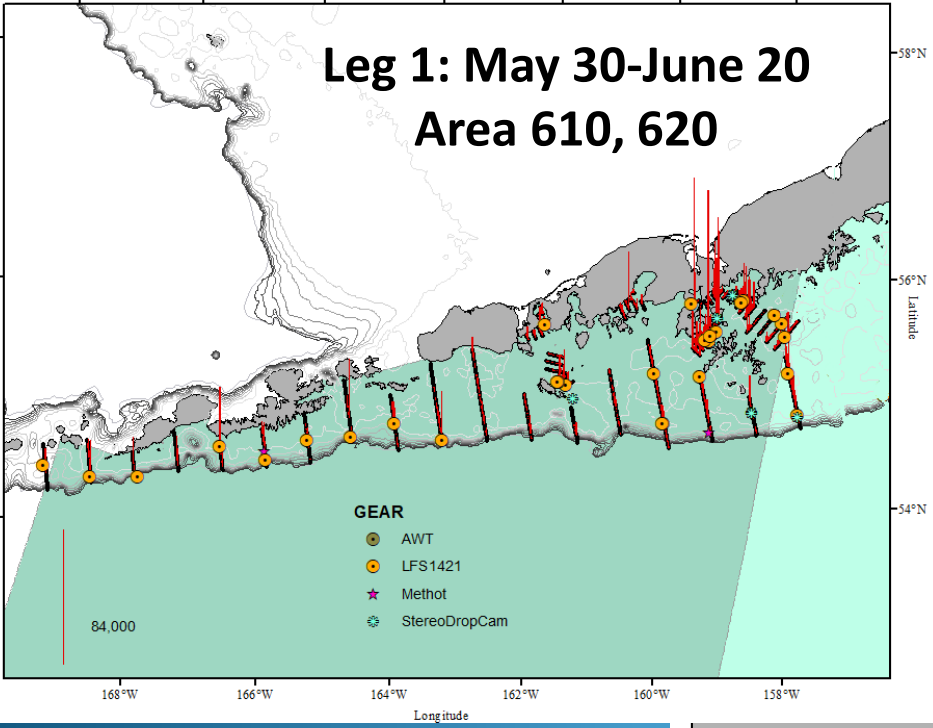 Leg 1: May 30-June 20
Area 610, 620
58°N
56°N
Latitude
54°N
GEAR
AWT
LFS1421
Methot
StereoDropCam
84,000
168°W
166°W
164°W
162°W
160°W
158°W
Longitude